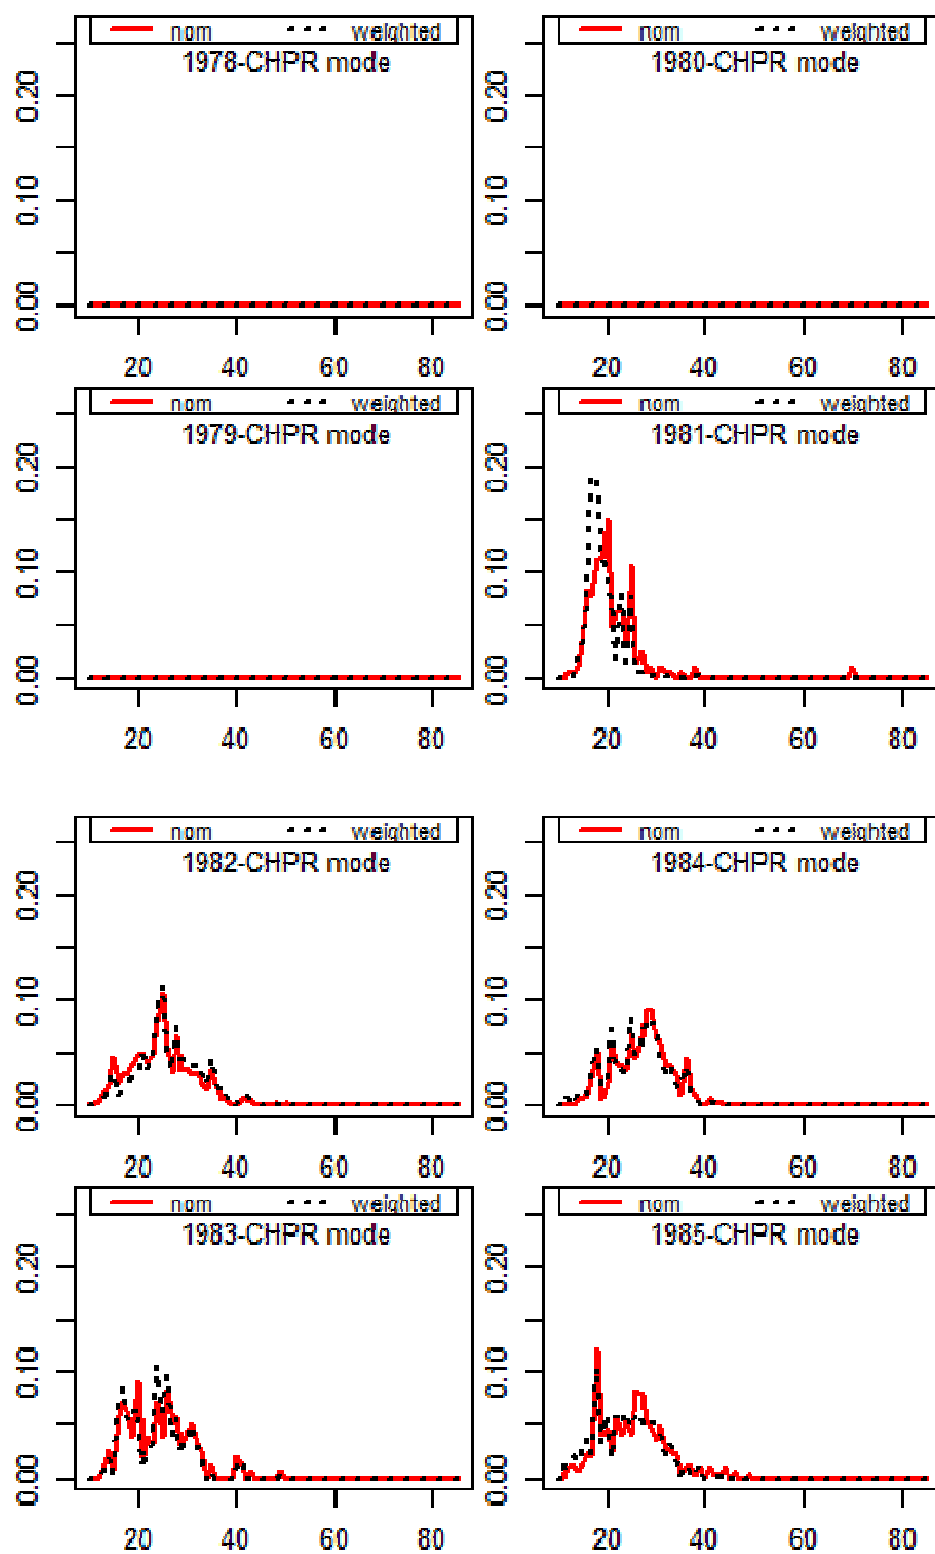 nom weighted
1978-CHPR mode
0.00 0.10 0.20
20 40 60 80
nom weighted
1980-CHPR mode
0.00 0.10 0.20
20 40 60 80
nom weighted
1979-CHPR mode
0.00 0.10 0.20
20 40 60 80
nom weighted
1981-CHPR mode
0.00 0.10 0.20
20 40 60 80
nom weighted
1982-CHPR mode
0.00 0.10 0.20
20 40 60 80
nom weighted
1984-CHPR mode
0.00 0.10 0.20
20 40 60 80
nom weighted
1983-CHPR mode
0.00 0.10 0.20
20 40 60 80
nom weighted
1985-CHPR mode
0.00 0.10 0.20
20 40 60 80